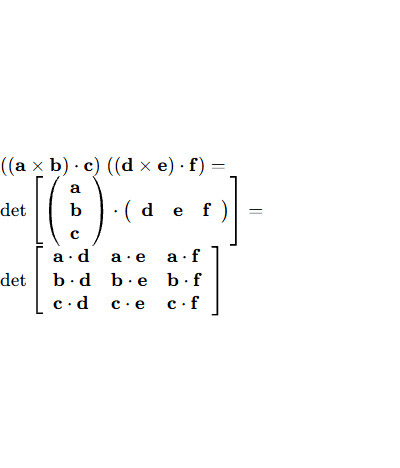 ((a × b) · c) ((d × e) · f) =
det [ ( a
b
c ) · ( d e f ) ] =
det [ a · d a · e a · f
b · d b · e b · f
c · d c · e c · f ]